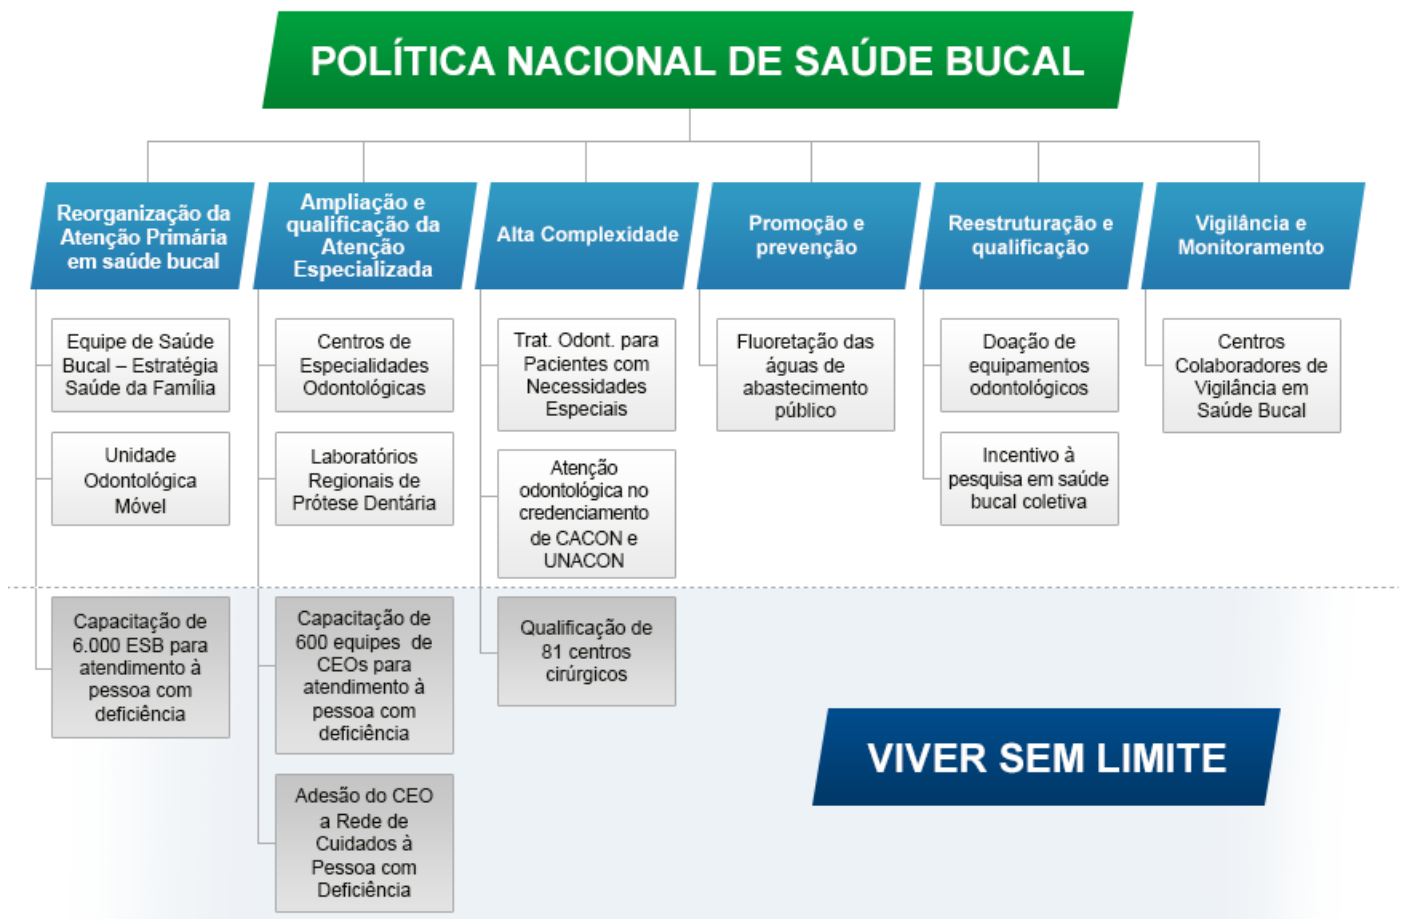 POLÍTICA NACIONAL DE SAÚDE BUCAL
Reorganização da
Atenção Primária
em saúde bucal
Ampliação e
qualificação da
Atenção
Especializada
Alta Complexidade
Promoção e
prevenção
Reestruturação e
qualificação
Vigilância e
Monitoramento
Equipe de Saúde
Bucal – Estratégia
Saúde da Família
Unidade
Odontológica
Móvel
Capacitação de
6.000 ESB para
atendimento à
pessoa com
deficiência
Centros de
Especialidades
Odontológicas
Laboratórios
Regionais de
Prótese Dentária
Capacitação de
600 equipes de
CEOs para
atendimento à
pessoa com
deficiência
Adesão do CEO
a Rede de
Cuidados à
Pessoa com
Deficiência
Trat. Odont. para
Pacientes com
Necessidades
Especiais
Atenção
odontológica no
credenciamento
de CACON e
UNACON
Qualificação de
81 centros
cirúrgicos
Fluoretação das
águas de
abastecimento
público
Doação de
equipamentos
odontológicos
Incentivo à
pesquisa em saúde
bucal coletiva
Centros
Colaboradores de
Vigilância em
Saúde Bucal
VIVER SEM LIMITE